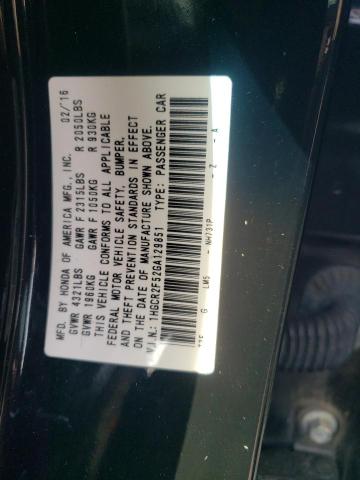 MFD. BY HONDA OF AMERICA MFG., INC. 02/16
GVWR 4321LBS GAWR F 2315LBS R 2050LBS
GVWR 1960KG GAWR F 1050KG R 930KG
THIS VEHICLE CONFORMS TO ALL APPLICABLE
FEDERAL MOTOR VEHICLE SAFETY, BUMPER,
AND THEFT PREVENTION STANDARDS IN EFFECT
ON THE DATE OF MANUFACTURE SHOWN ABOVE.
V.I.N.: 1HGCR2F52GA129851 TYPE: PASSENGER CAR
G LM5 NH731P - Z - A